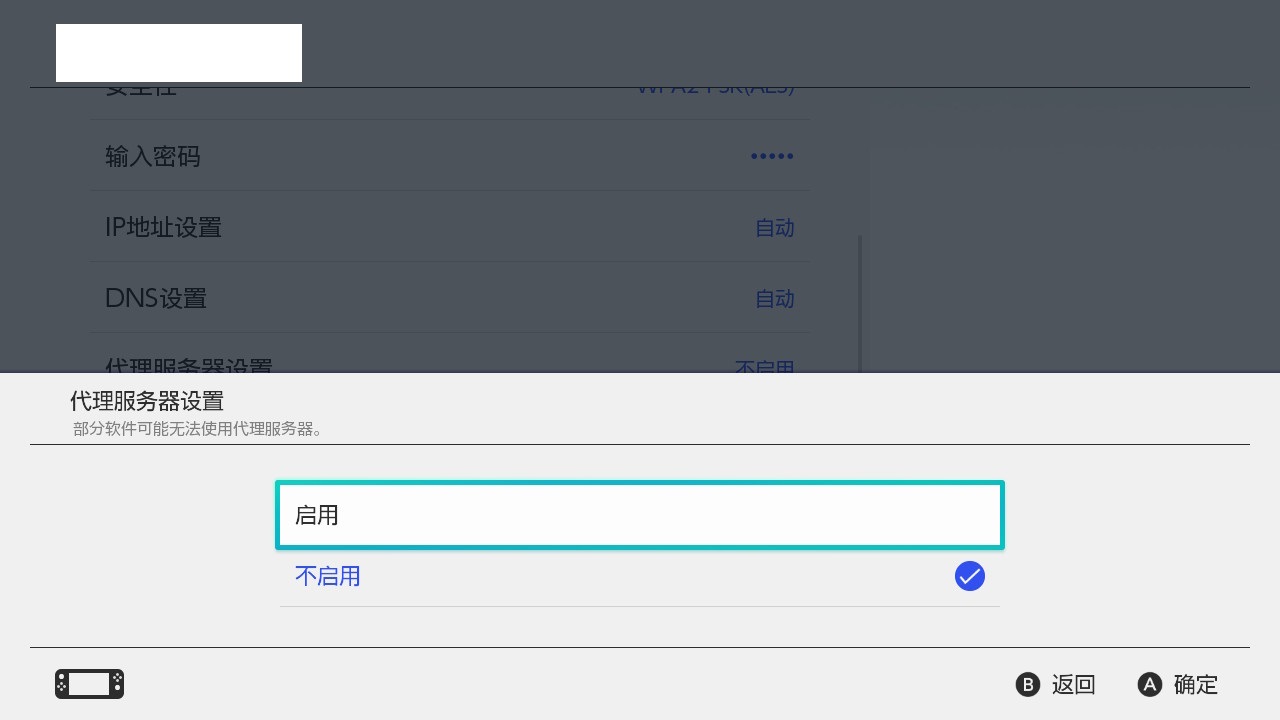 输入密码 •••••
IP地址设置 自动
DNS设置 自动
代理服务器设置 不启用
代理服务器设置
部分软件可能无法使用代理服务器。
启用
不启用
B 返回 A 确定